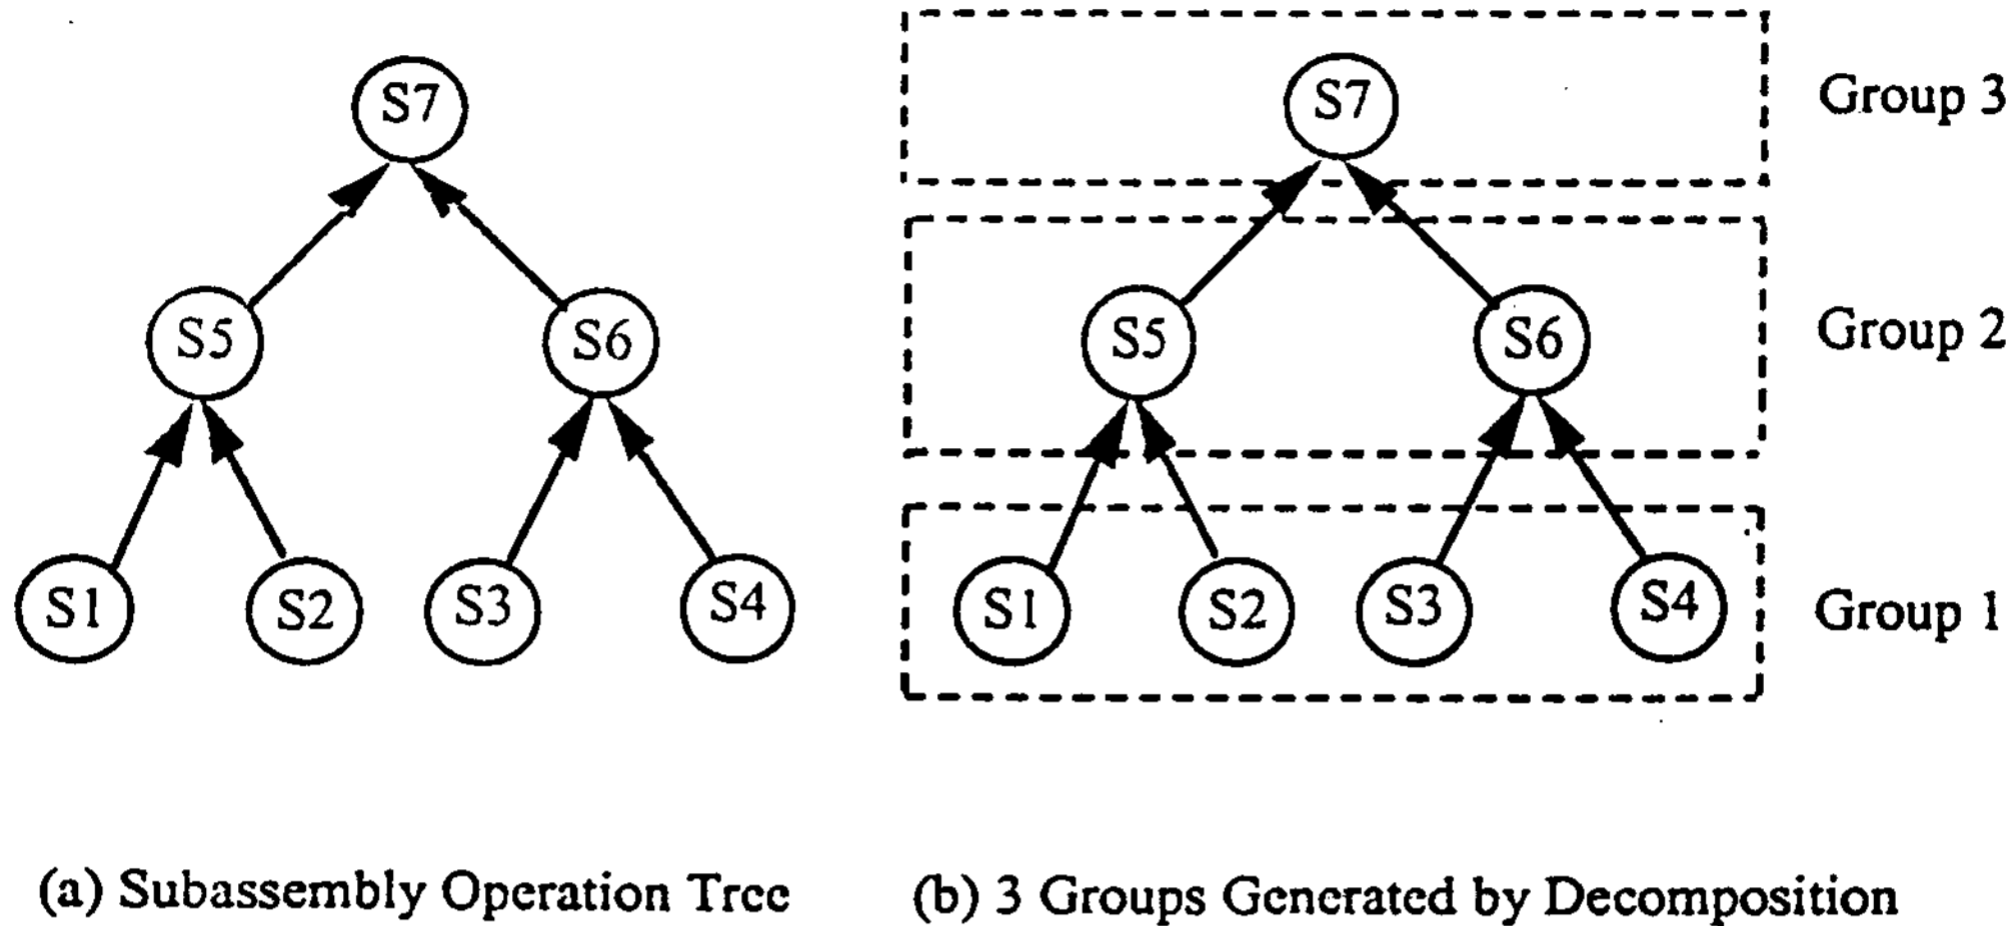 S7
S5
S6
S1
S2
S3
S4
(a) Subassembly Operation Tree
S7
Group 3
S5
S6
Group 2
S1
S2
S3
S4
Group 1
(b) 3 Groups Generated by Decomposition